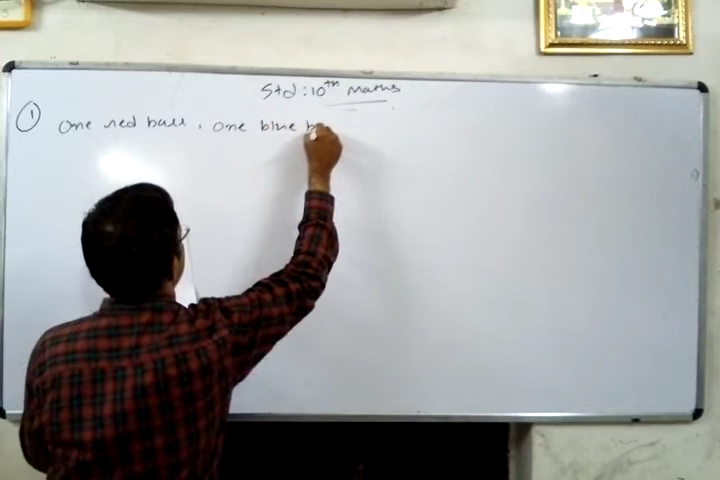 Std : 10th Maths
① One red ball, one blue b